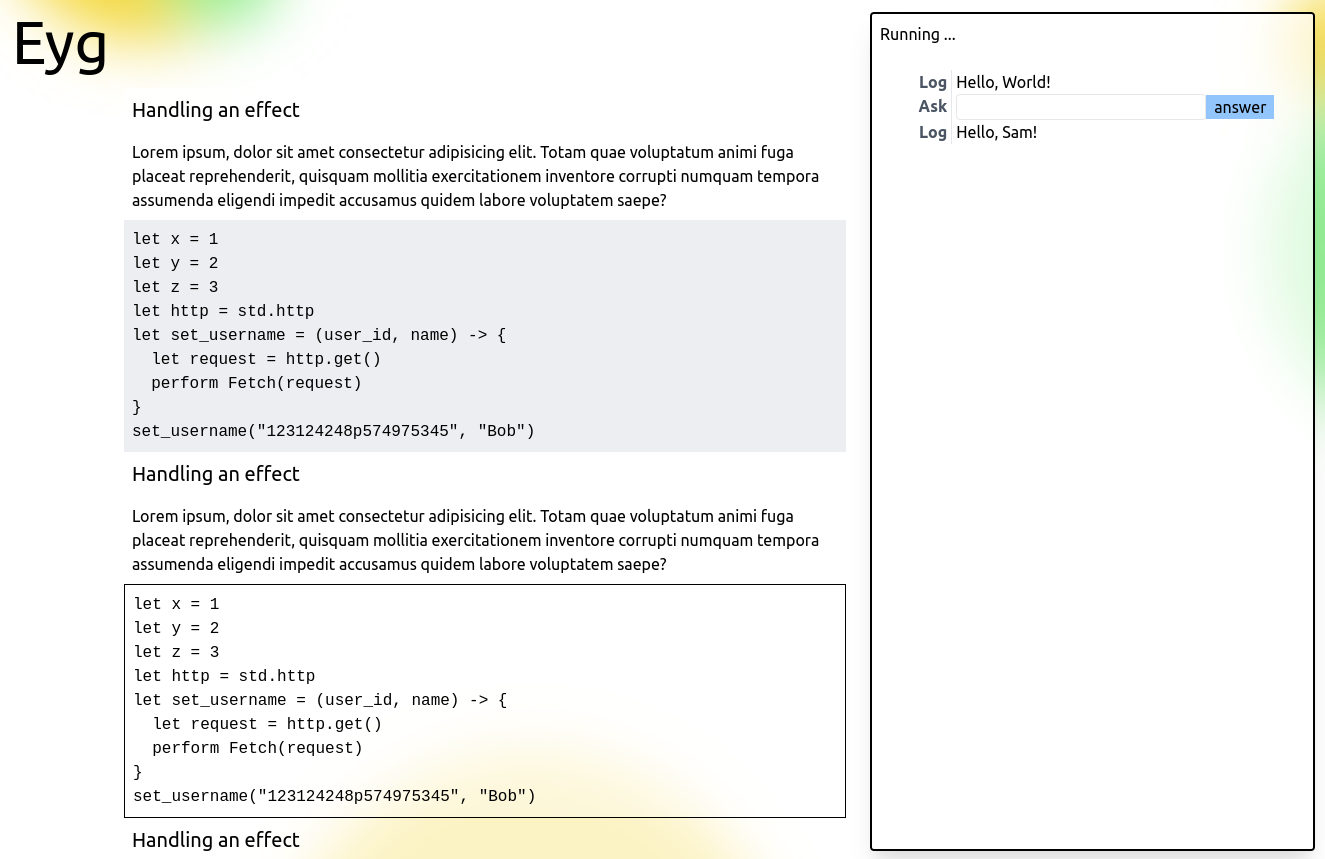 Eyg
Handling an effect
Lorem ipsum, dolor sit amet consectetur adipisicing elit. Totam quae voluptatum animi fuga
placeat reprehenderit, quisquam mollitia exercitationem inventore corrupti numquam tempora
assumenda eligendi impedit accusamus quidem labore voluptatem saepe?
let x = 1
let y = 2
let z = 3
let http = std.http
let set_username = (user_id, name) -> {
  let request = http.get()
  perform Fetch(request)
}
set_username("123124248p574975345", "Bob")
Handling an effect
Lorem ipsum, dolor sit amet consectetur adipisicing elit. Totam quae voluptatum animi fuga
placeat reprehenderit, quisquam mollitia exercitationem inventore corrupti numquam tempora
assumenda eligendi impedit accusamus quidem labore voluptatem saepe?
let x = 1
let y = 2
let z = 3
let http = std.http
let set_username = (user_id, name) -> {
  let request = http.get()
  perform Fetch(request)
}
set_username("123124248p574975345", "Bob")
Handling an effect
Running ...
Log Hello, World!
Ask answer
Log Hello, Sam!